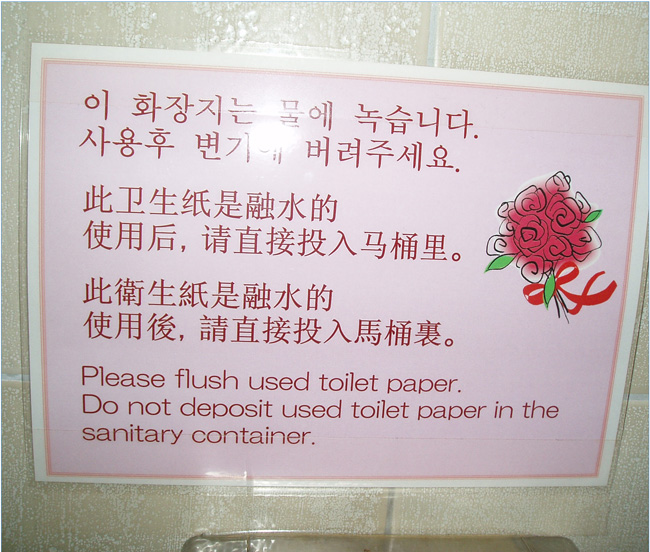 이 화장지는 물에 녹습니다.
사용후 변기에 버려주세요.
此卫生纸是融水的
使用后, 请直接投入马桶里。
此衛生紙是融水的
使用後, 請直接投入馬桶裏。
Please flush used toilet paper.
Do not deposit used toilet paper in the
sanitary container.